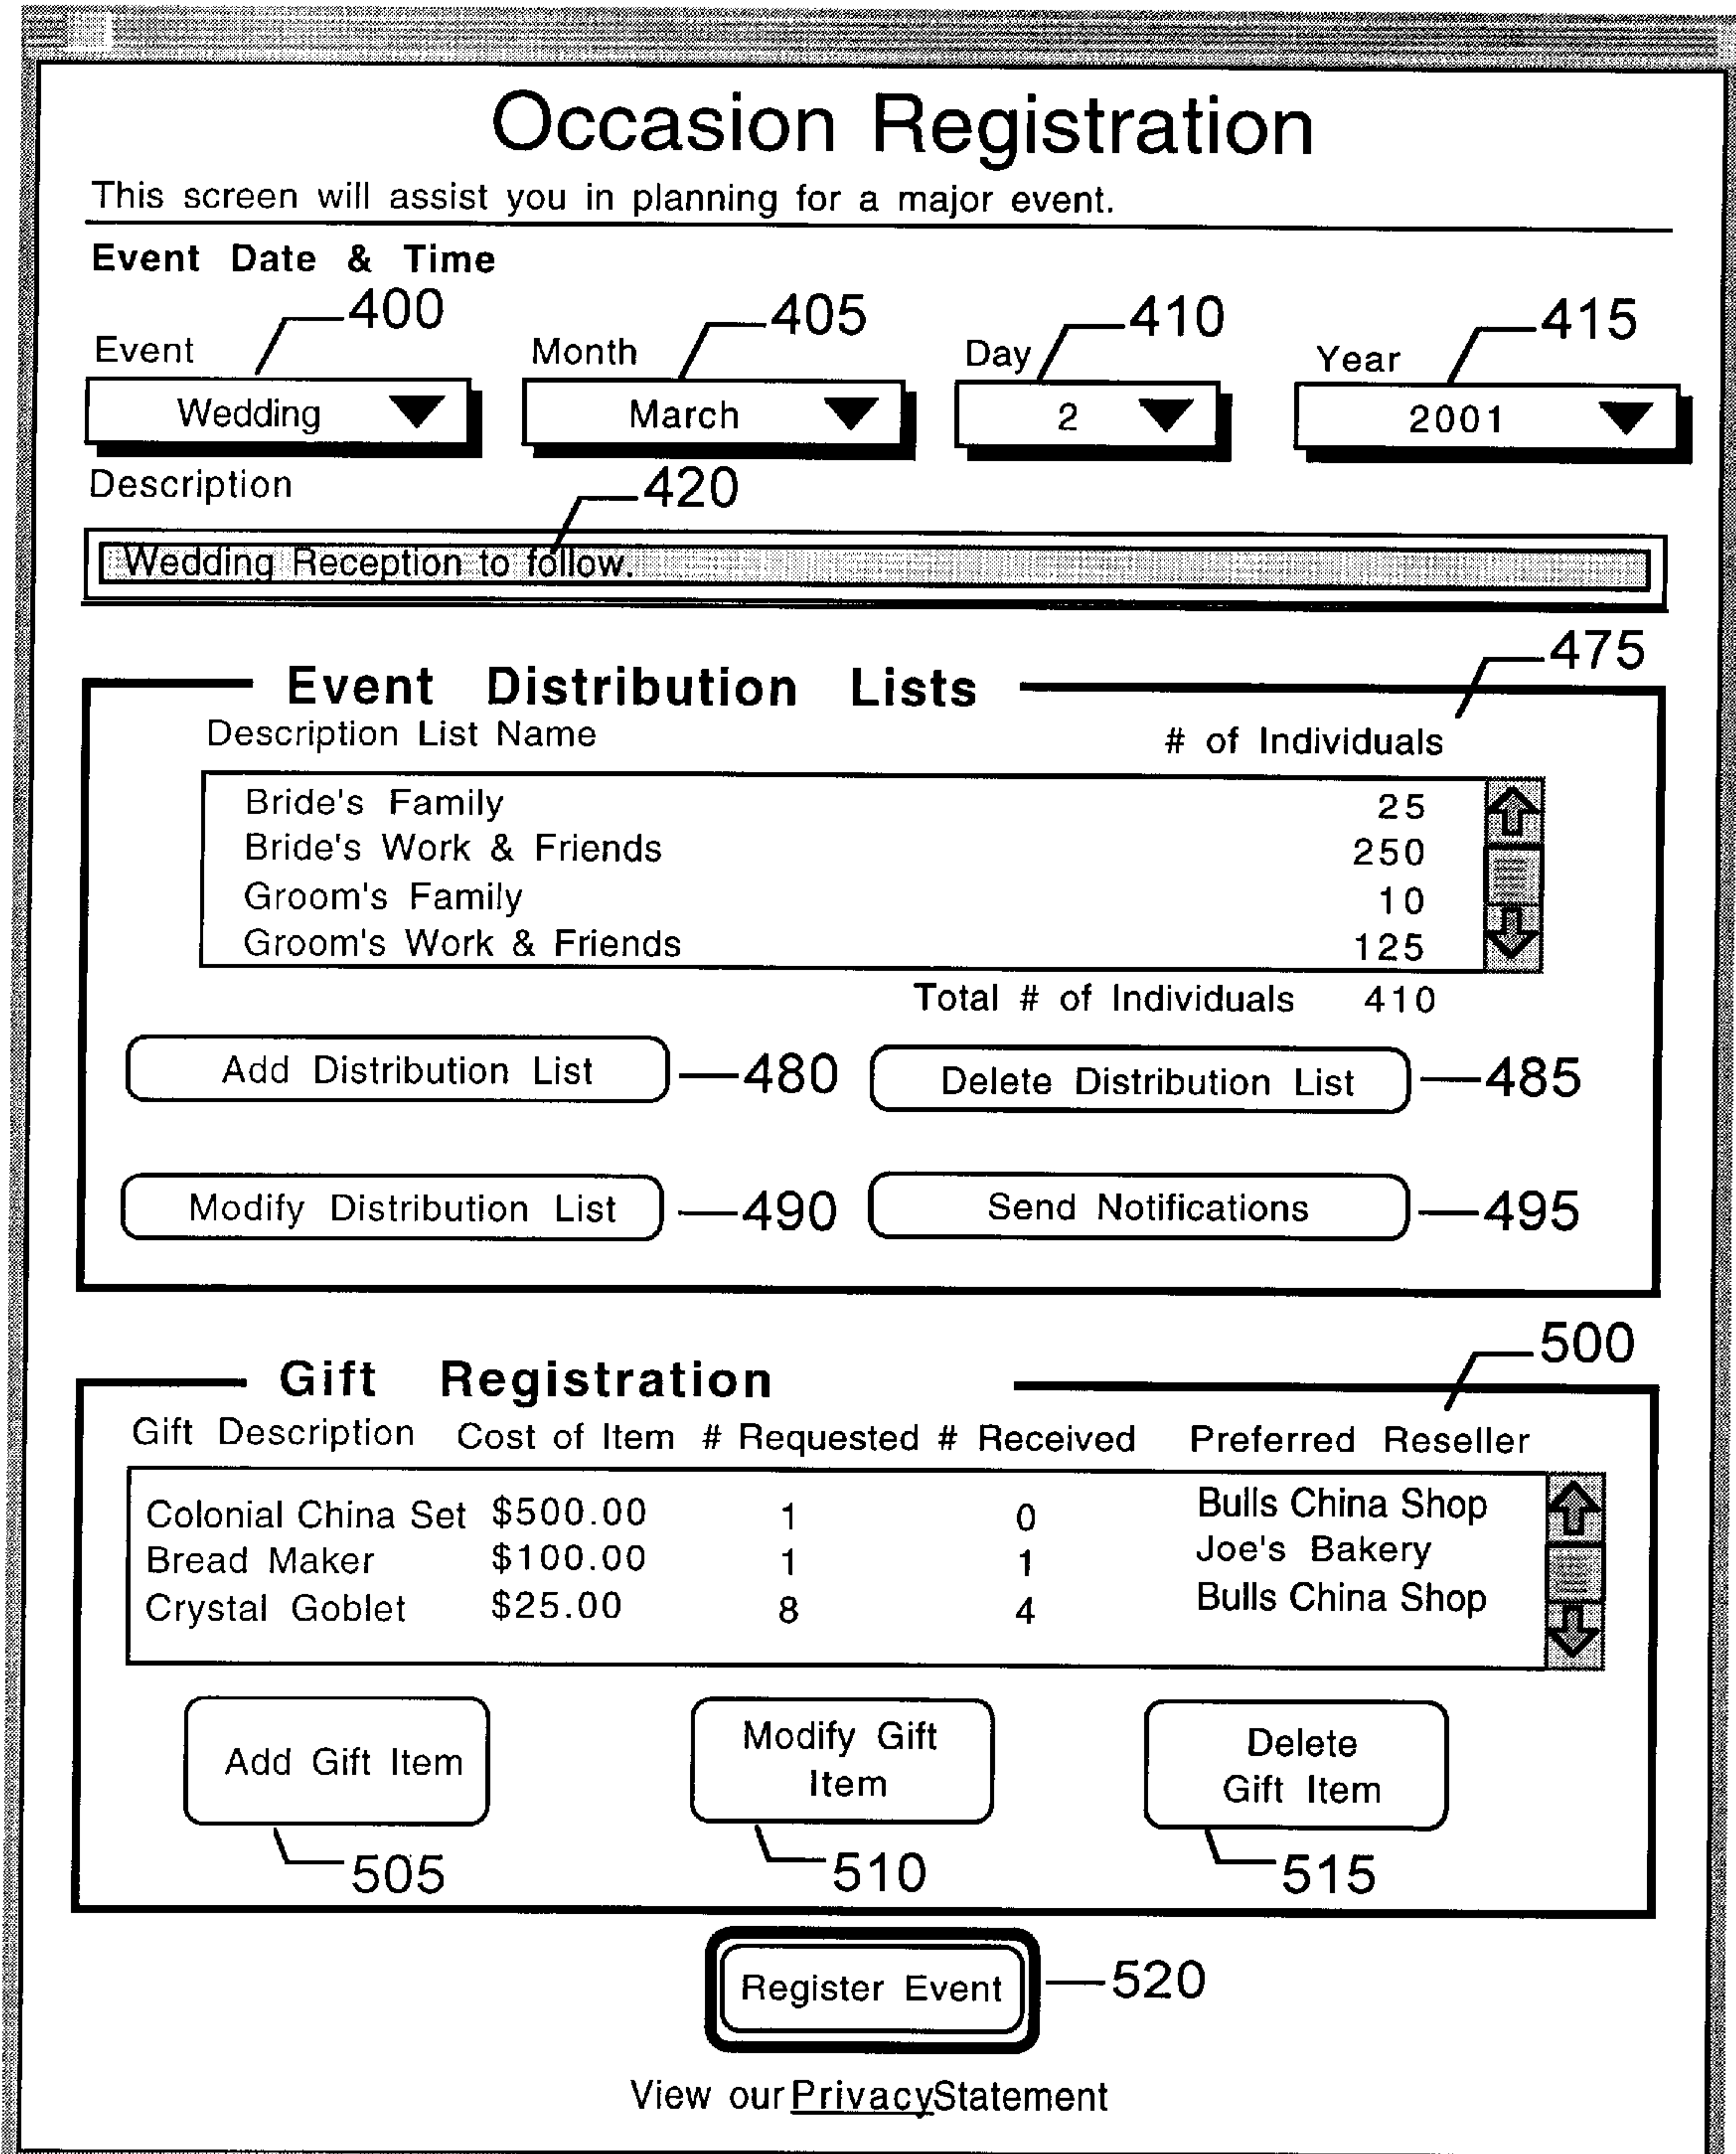 Occasion Registration
This screen will assist you in planning for a major event.
Event Date & Time
400 405 410 415
Event Month Day Year
Wedding March 2 2001
Description 420
Wedding Reception to follow.
475
Event Distribution Lists
Description List Name # of Individuals
Bride's Family 25
Bride's Work & Friends 250
Groom's Family 10
Groom's Work & Friends 125
Total # of Individuals 410
Add Distribution List 480 Delete Distribution List 485
Modify Distribution List 490 Send Notifications 495
500
Gift Registration
Gift Description Cost of Item # Requested # Received Preferred Reseller
Colonial China Set $500.00 1 0 Bulls China Shop
Bread Maker $100.00 1 1 Joe's Bakery
Crystal Goblet $25.00 8 4 Bulls China Shop
Add Gift Item Modify Gift Item Delete Gift Item
505 510 515
Register Event 520
View our Privacy Statement